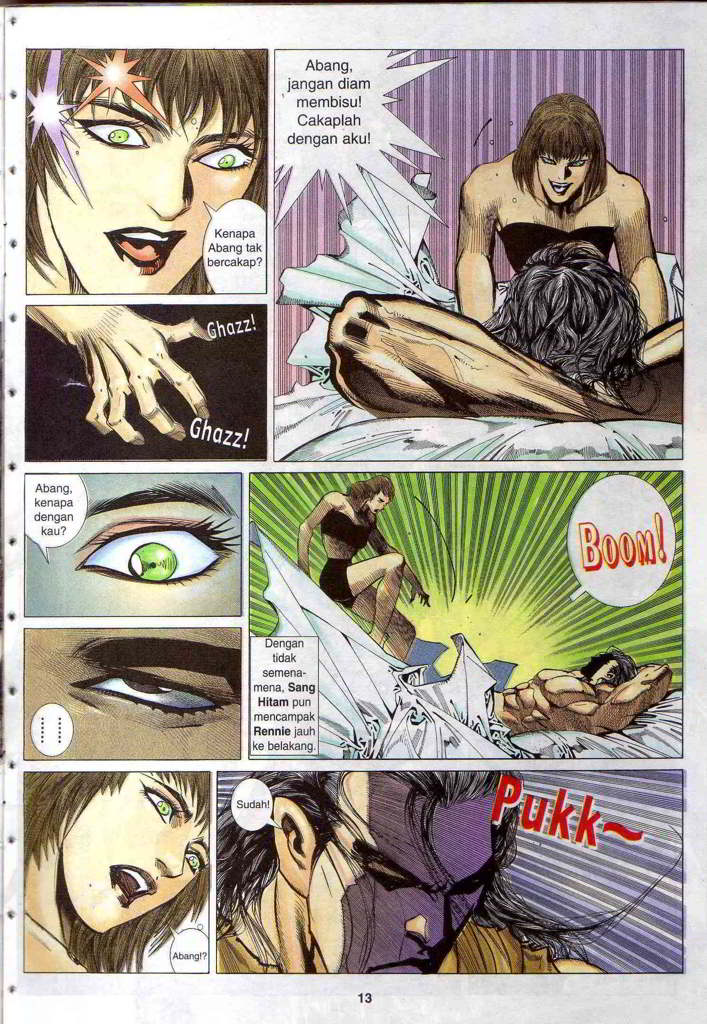 Kenapa
Abang tak
bercakap?
Abang,
jangan diam
membisu!
Cakaplah
dengan aku!
Ghazz!
Ghazz!
Abang,
kenapa
dengan
kau?
Boom!
Dengan
tidak
semena-
mena, Sang
Hitam pun
mencampak
Rennie jauh
ke belakang.
Abang!?
Sudah!
Pukk~
13